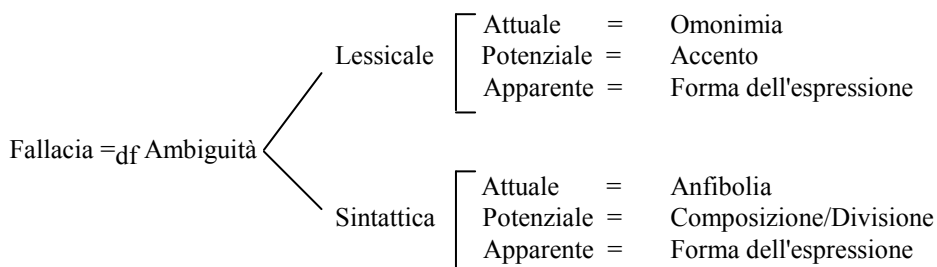 Attuale = Omonimia
Lessicale Potenziale = Accento
Apparente = Forma dell'espressione
Fallacia =df Ambiguità
Attuale = Anfibolia
Sintattica Potenziale = Composizione/Divisione
Apparente = Forma dell'espressione